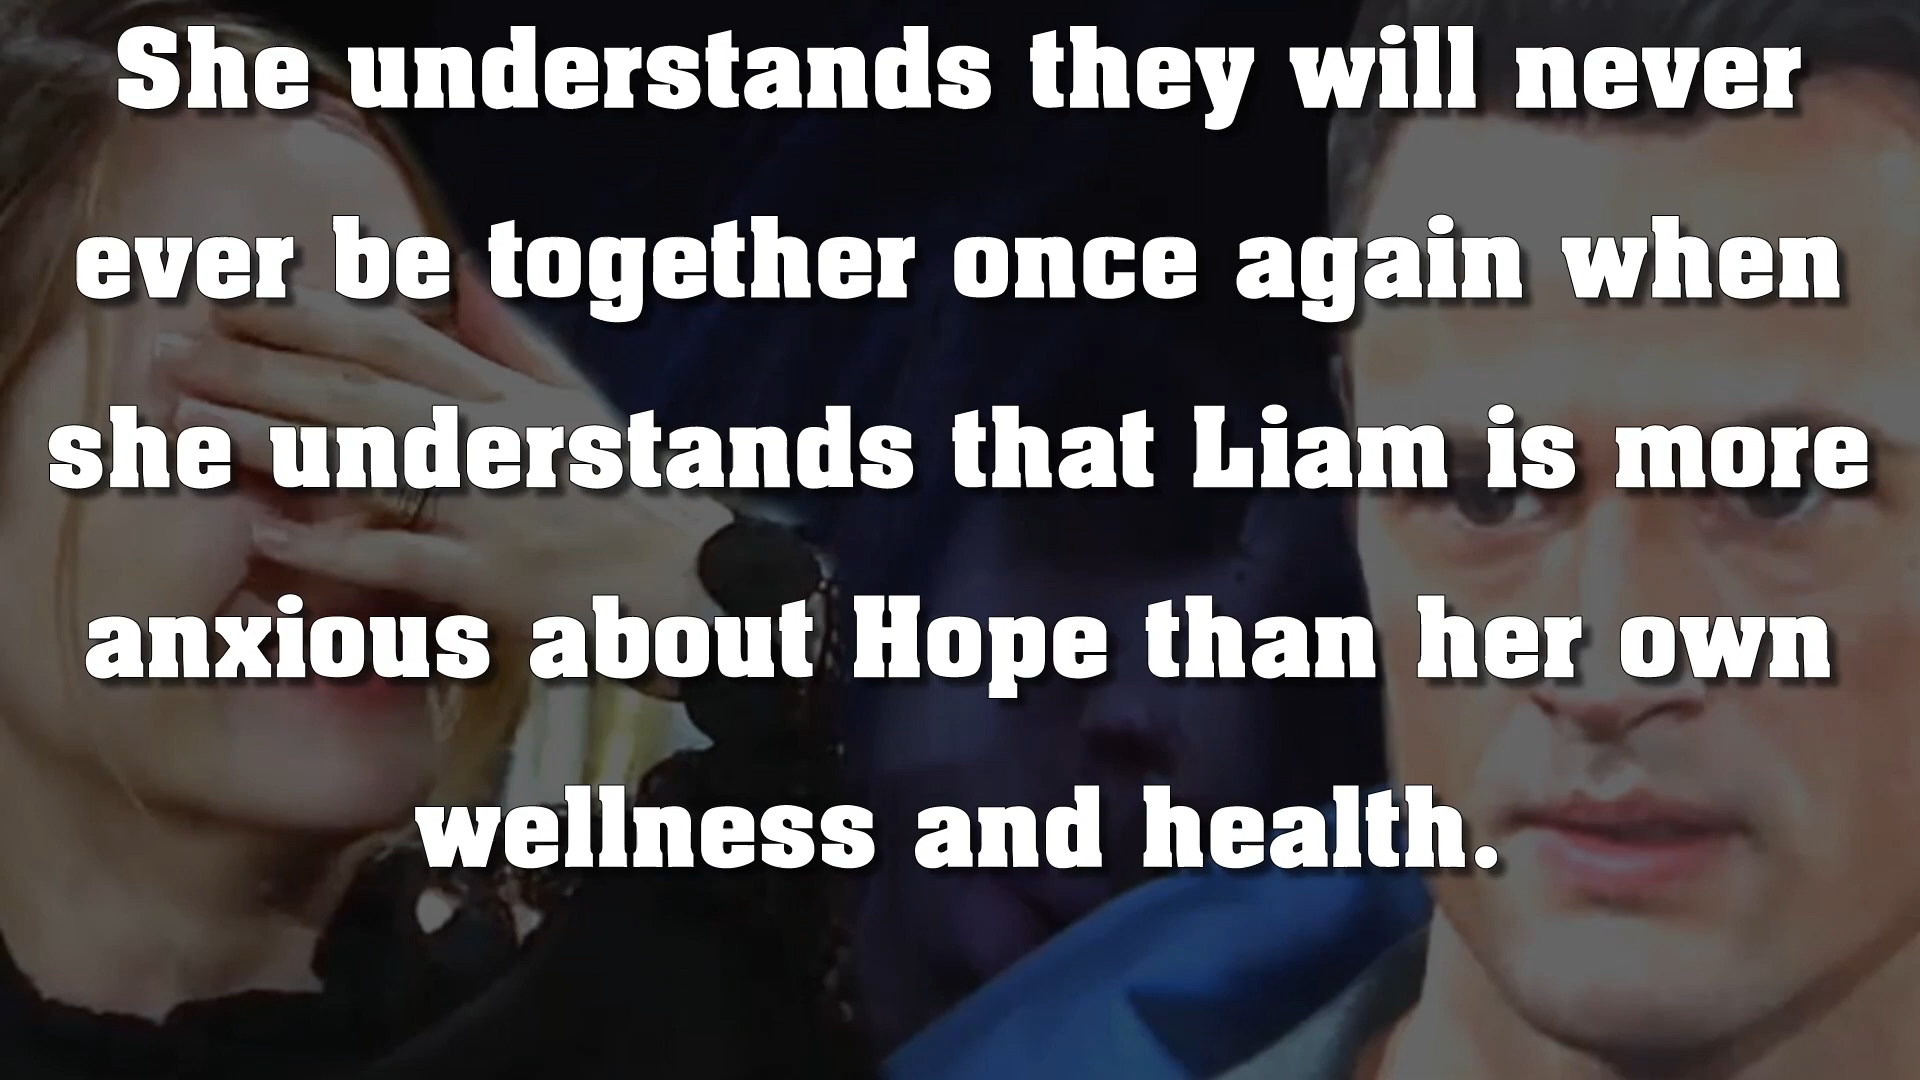 She understands they will never
ever be together once again when
she understands that Liam is more
anxious about Hope than her own
wellness and health.